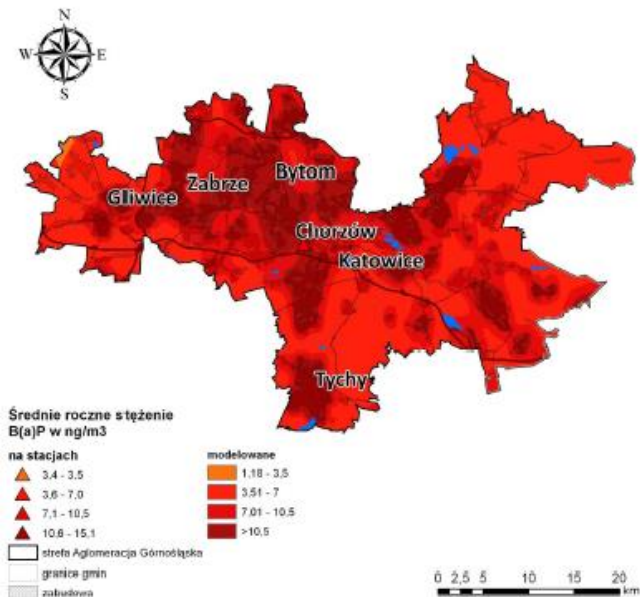 N
W E
S
Bytom
Zabrze
Gliwice
Chorzów
Katowice
Tychy
Średnie roczne stężenie
B(a)P w ng/m3
na stacjach
3,4 - 3,5
3,6 - 7,0
7,1 - 10,5
10,6 - 15,1
modelowane
1,18 - 3,5
3,51 - 7
7,01 - 10,5
>10,5
strefa Aglomeracja Górnośląska
granice gmin
zabudowa
0 2,5 5 10 15 20
km